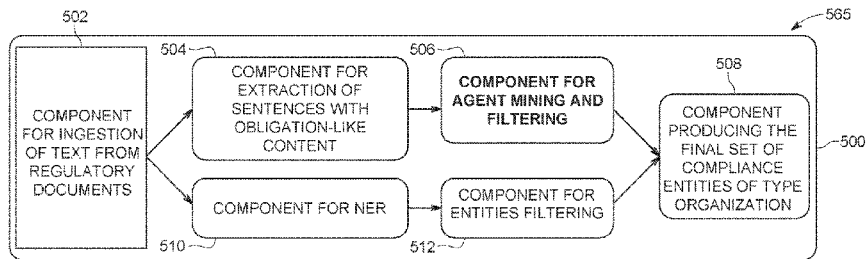 502
565
504
506
508
COMPONENT
FOR INGESTION
OF TEXT FROM
REGULATORY
DOCUMENTS
COMPONENT FOR
EXTRACTION OF
SENTENCES WITH
OBLIGATION-LIKE
CONTENT
COMPONENT FOR
AGENT MINING AND
FILTERING
COMPONENT
PRODUCING THE
FINAL SET OF
COMPLIANCE
ENTITIES OF TYPE
ORGANIZATION
500
COMPONENT FOR NER
COMPONENT FOR
ENTITIES FILTERING
510
512